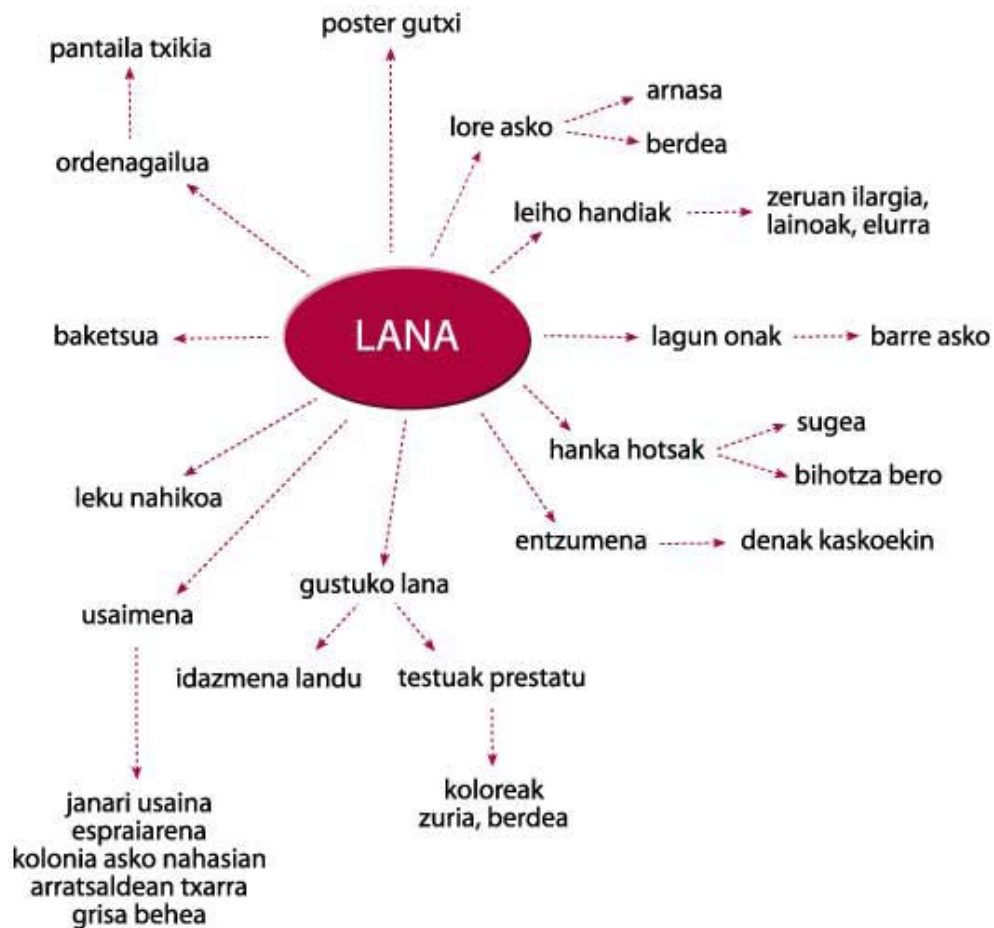 poster gutxi
pantaila txikia
arnasa
lore asko
berdea
ordenagailua
leiho handiak
zeruan ilargia,
lainoak, elurra
baketsua
LANA
lagun onak
barre asko
sugea
hanka hotsak
bihotza bero
leku nahikoa
entzumena
denak kaskoekin
gustuko lana
usaimena
idazmena landu
testuak prestatu
koloreak
zuria, berdea
janari usaina
espraiarena
kolonia asko nahasian
arratsaldean txarra
grisa behea